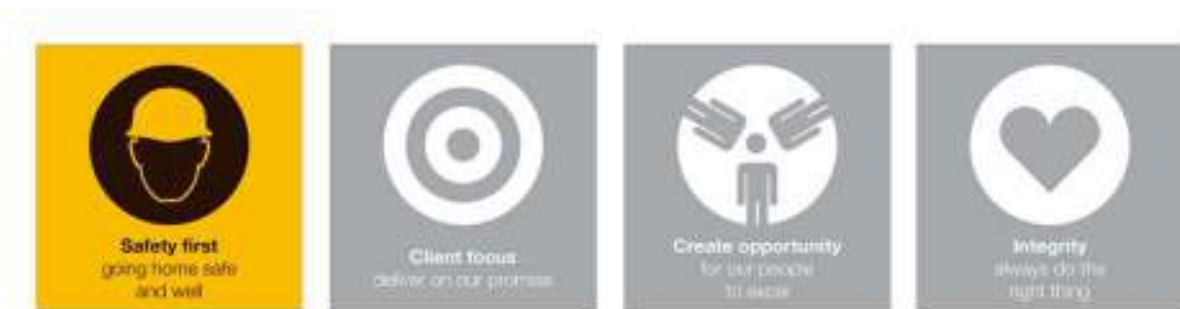 Safety first
going home safe
and well
Client focus
deliver on our promise
Create opportunity
for our people
to excel
Integrity
always do the
right thing